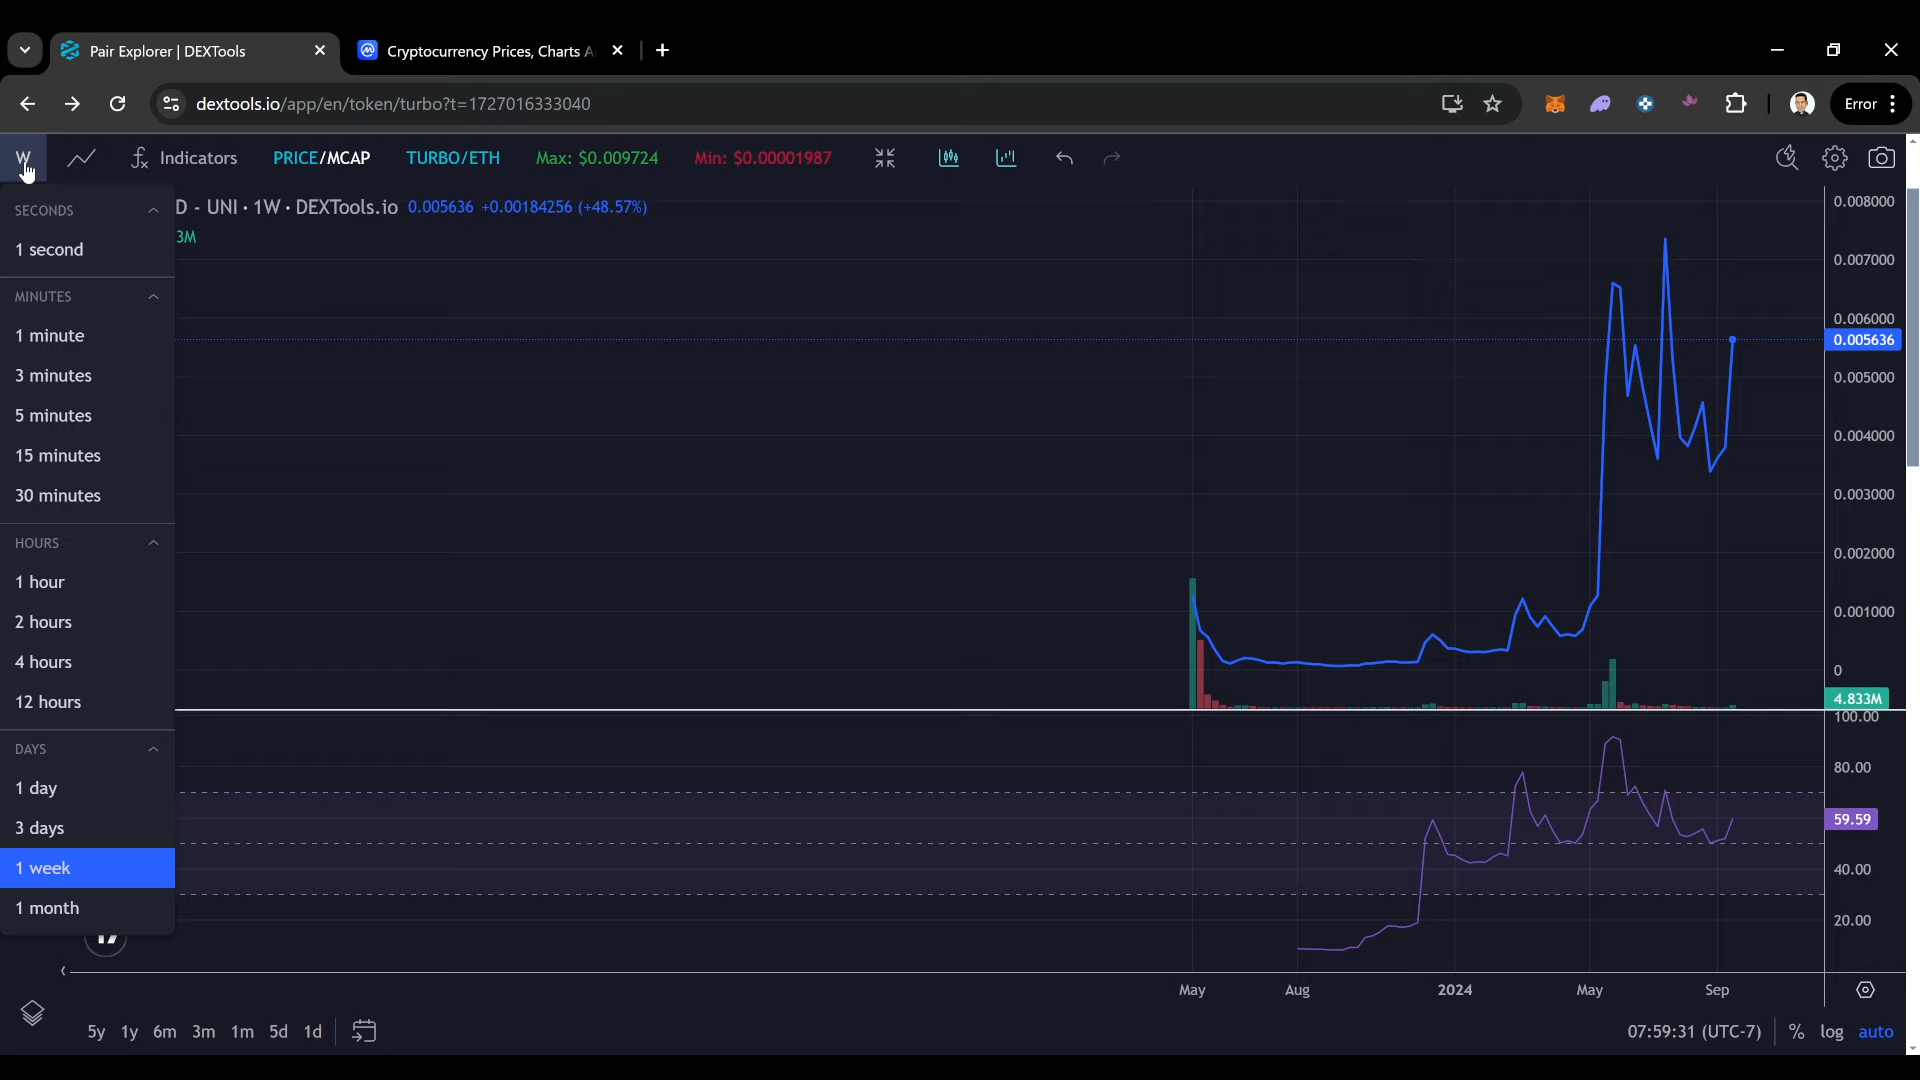 Pair Explorer | DEXTools
Cryptocurrency Prices, Charts A
dextools.io/app/en/token/turbo?t=1727016333040
Error
W
Indicators
PRICE/MCAP
TURBO/ETH
Max: $0.009724
Min: $0.00001987
D - UNI · 1W · DEXTools.io 0.005636 +0.00184256 (+48.57%)
3M
SECONDS
1 second
MINUTES
1 minute
3 minutes
5 minutes
15 minutes
30 minutes
HOURS
1 hour
2 hours
4 hours
12 hours
DAYS
1 day
3 days
1 week
1 month
0.008000
0.007000
0.006000
0.005636
0.005000
0.004000
0.003000
0.002000
0.001000
0
4.833M
100.00
80.00
59.59
40.00
20.00
May
Aug
2024
May
Sep
5y 1y 6m 3m 1m 5d 1d
07:59:31 (UTC-7)
% log auto